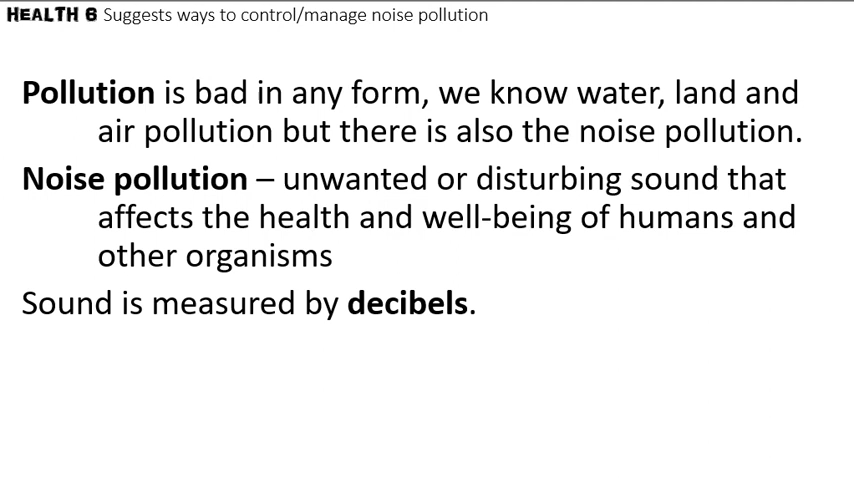 HEALTH 6 Suggests ways to control/manage noise pollution
Pollution is bad in any form, we know water, land and
air pollution but there is also the noise pollution.
Noise pollution – unwanted or disturbing sound that
affects the health and well-being of humans and
other organisms
Sound is measured by decibels.